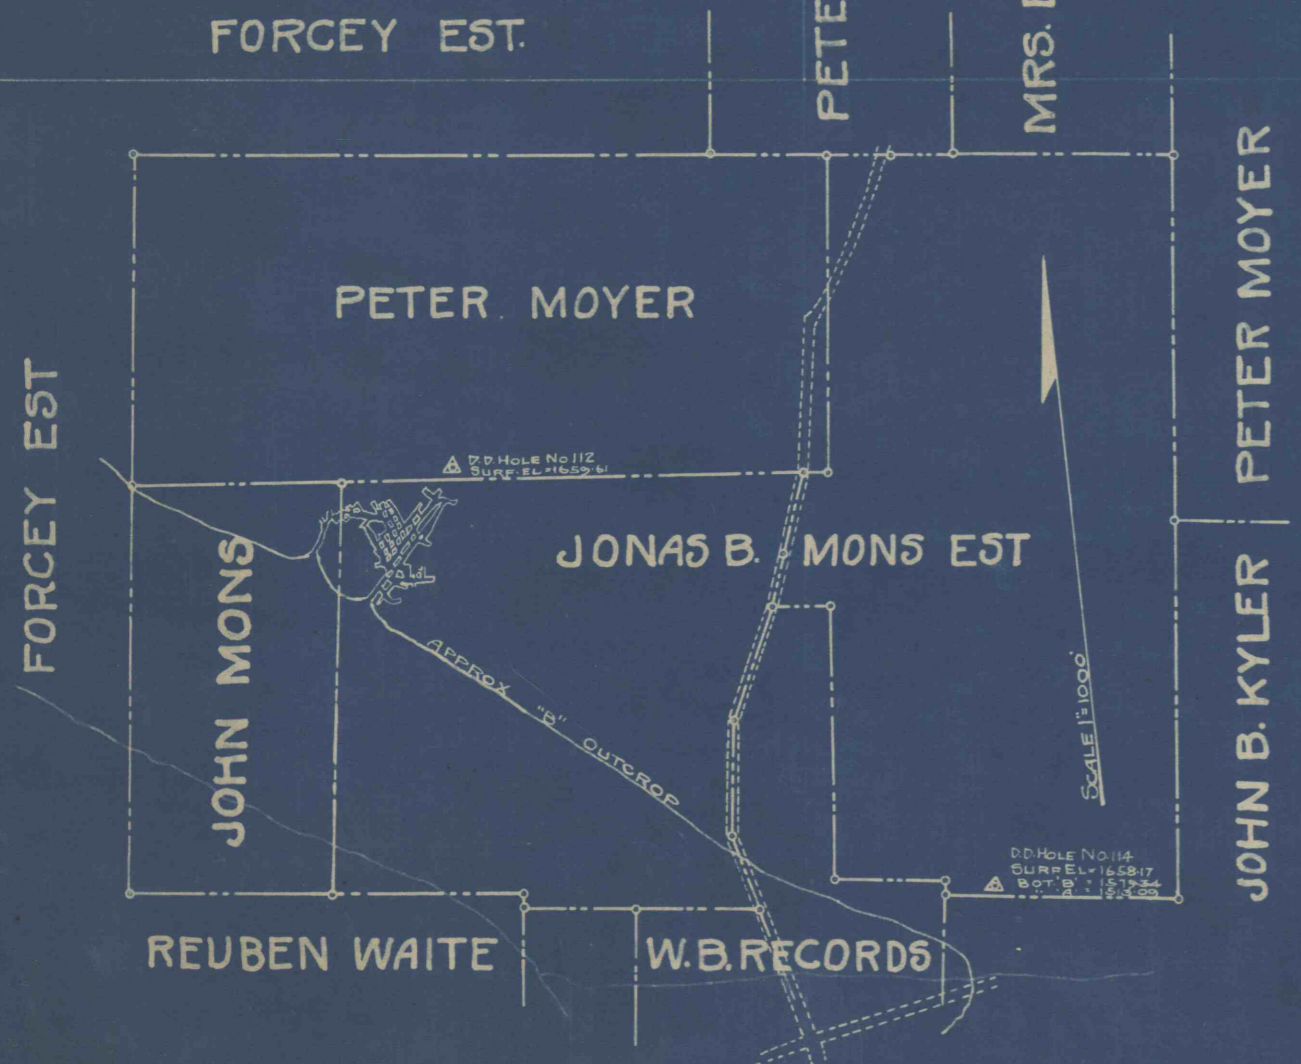 FORCEY EST.
PETE
MRS.
PETER MOYER
PETER MOYER
FORCEY EST
D.D. HOLE No 112
SURF. EL = 1659.61
JONAS B. MONS EST
JOHN MONS
APPROX "B" OUTCROP
SCALE 1"=1000'
JOHN B. KYLER
D.D. HOLE No. 114
SURF EL = 1658.17
BOT. "B" = 1579.34
" "A" = 1513.09
REUBEN WAITE
W.B. RECORDS